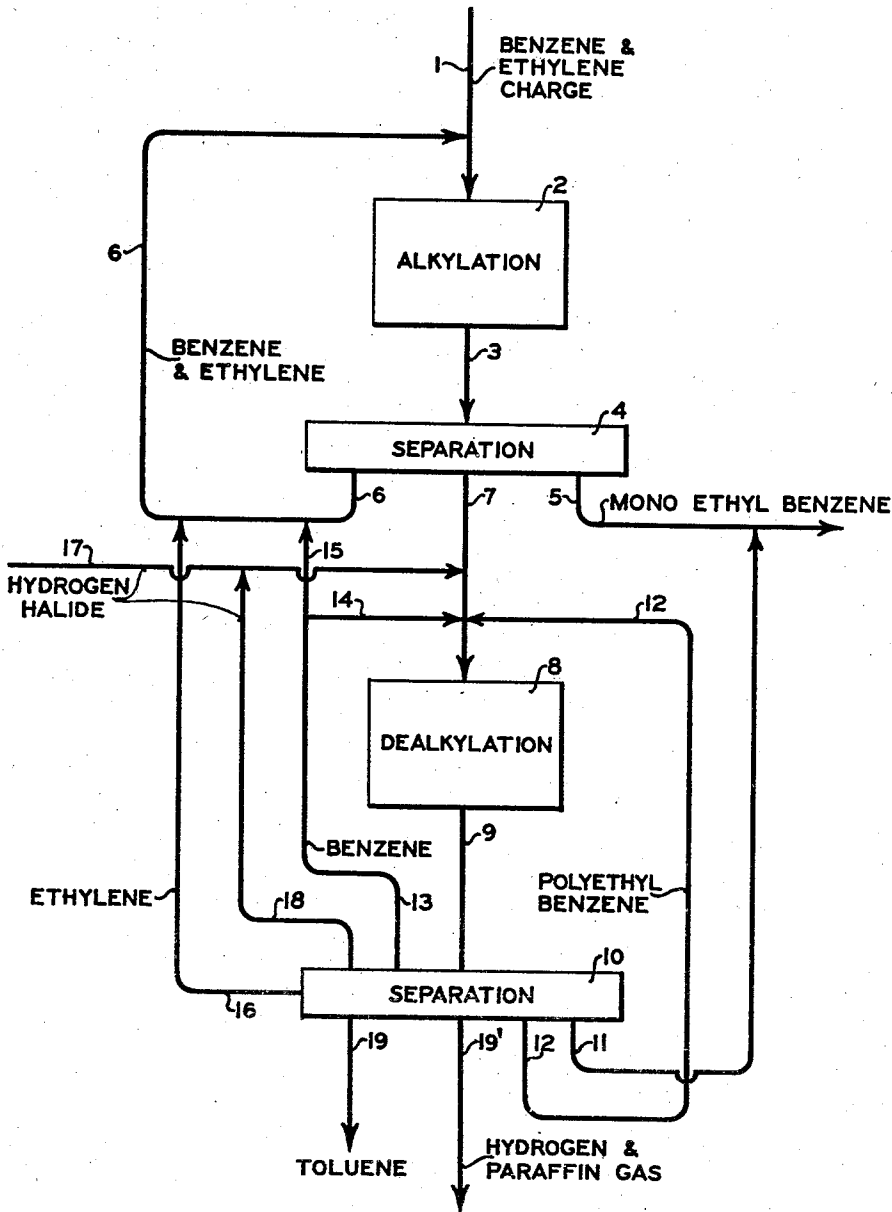 1
BENZENE &
ETHYLENE
CHARGE
2
ALKYLATION
6
3
BENZENE
& ETHYLENE
4
SEPARATION
6
7
5
MONO ETHYL BENZENE
17
15
HYDROGEN
HALIDE
14
12
8
DEALKYLATION
9
BENZENE
POLYETHYL
BENZENE
ETHYLENE
18
13
10
SEPARATION
16
19
19'
12
11
TOLUENE
HYDROGEN &
PARAFFIN GAS